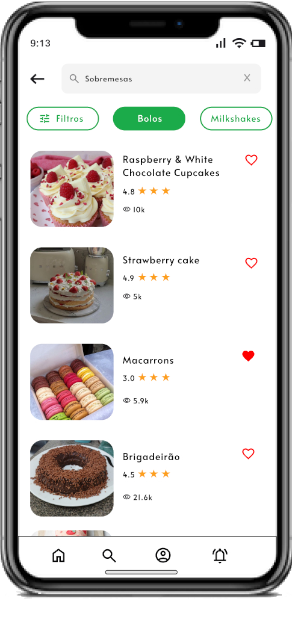 9:13
Sobremesas X
Filtros
Bolos
Milkshakes
Raspberry & White
Chocolate Cupcakes
4.8
10k
Strawberry cake
4.9
5k
Macarrons
3.0
5.9k
Brigadeirão
4.5
21.6k